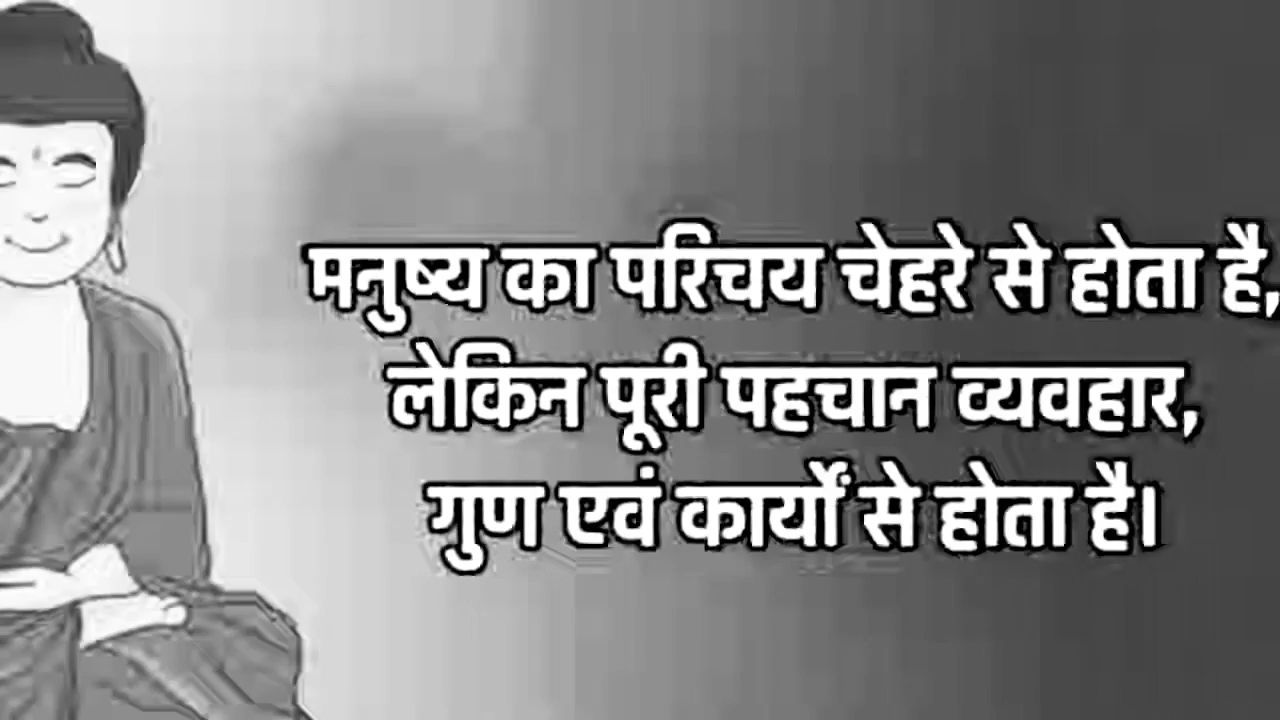 मनुष्य का परिचय चेहरे से होता है,
लेकिन पूरी पहचान व्यवहार,
गुण एवं कार्यों से होता है।